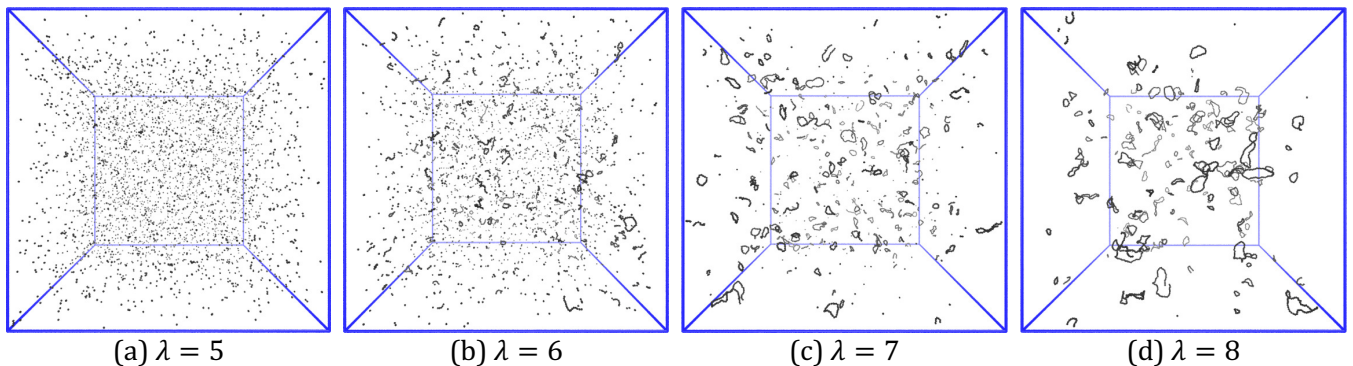 (a) λ = 5 (b) λ = 6 (c) λ = 7 (d) λ = 8